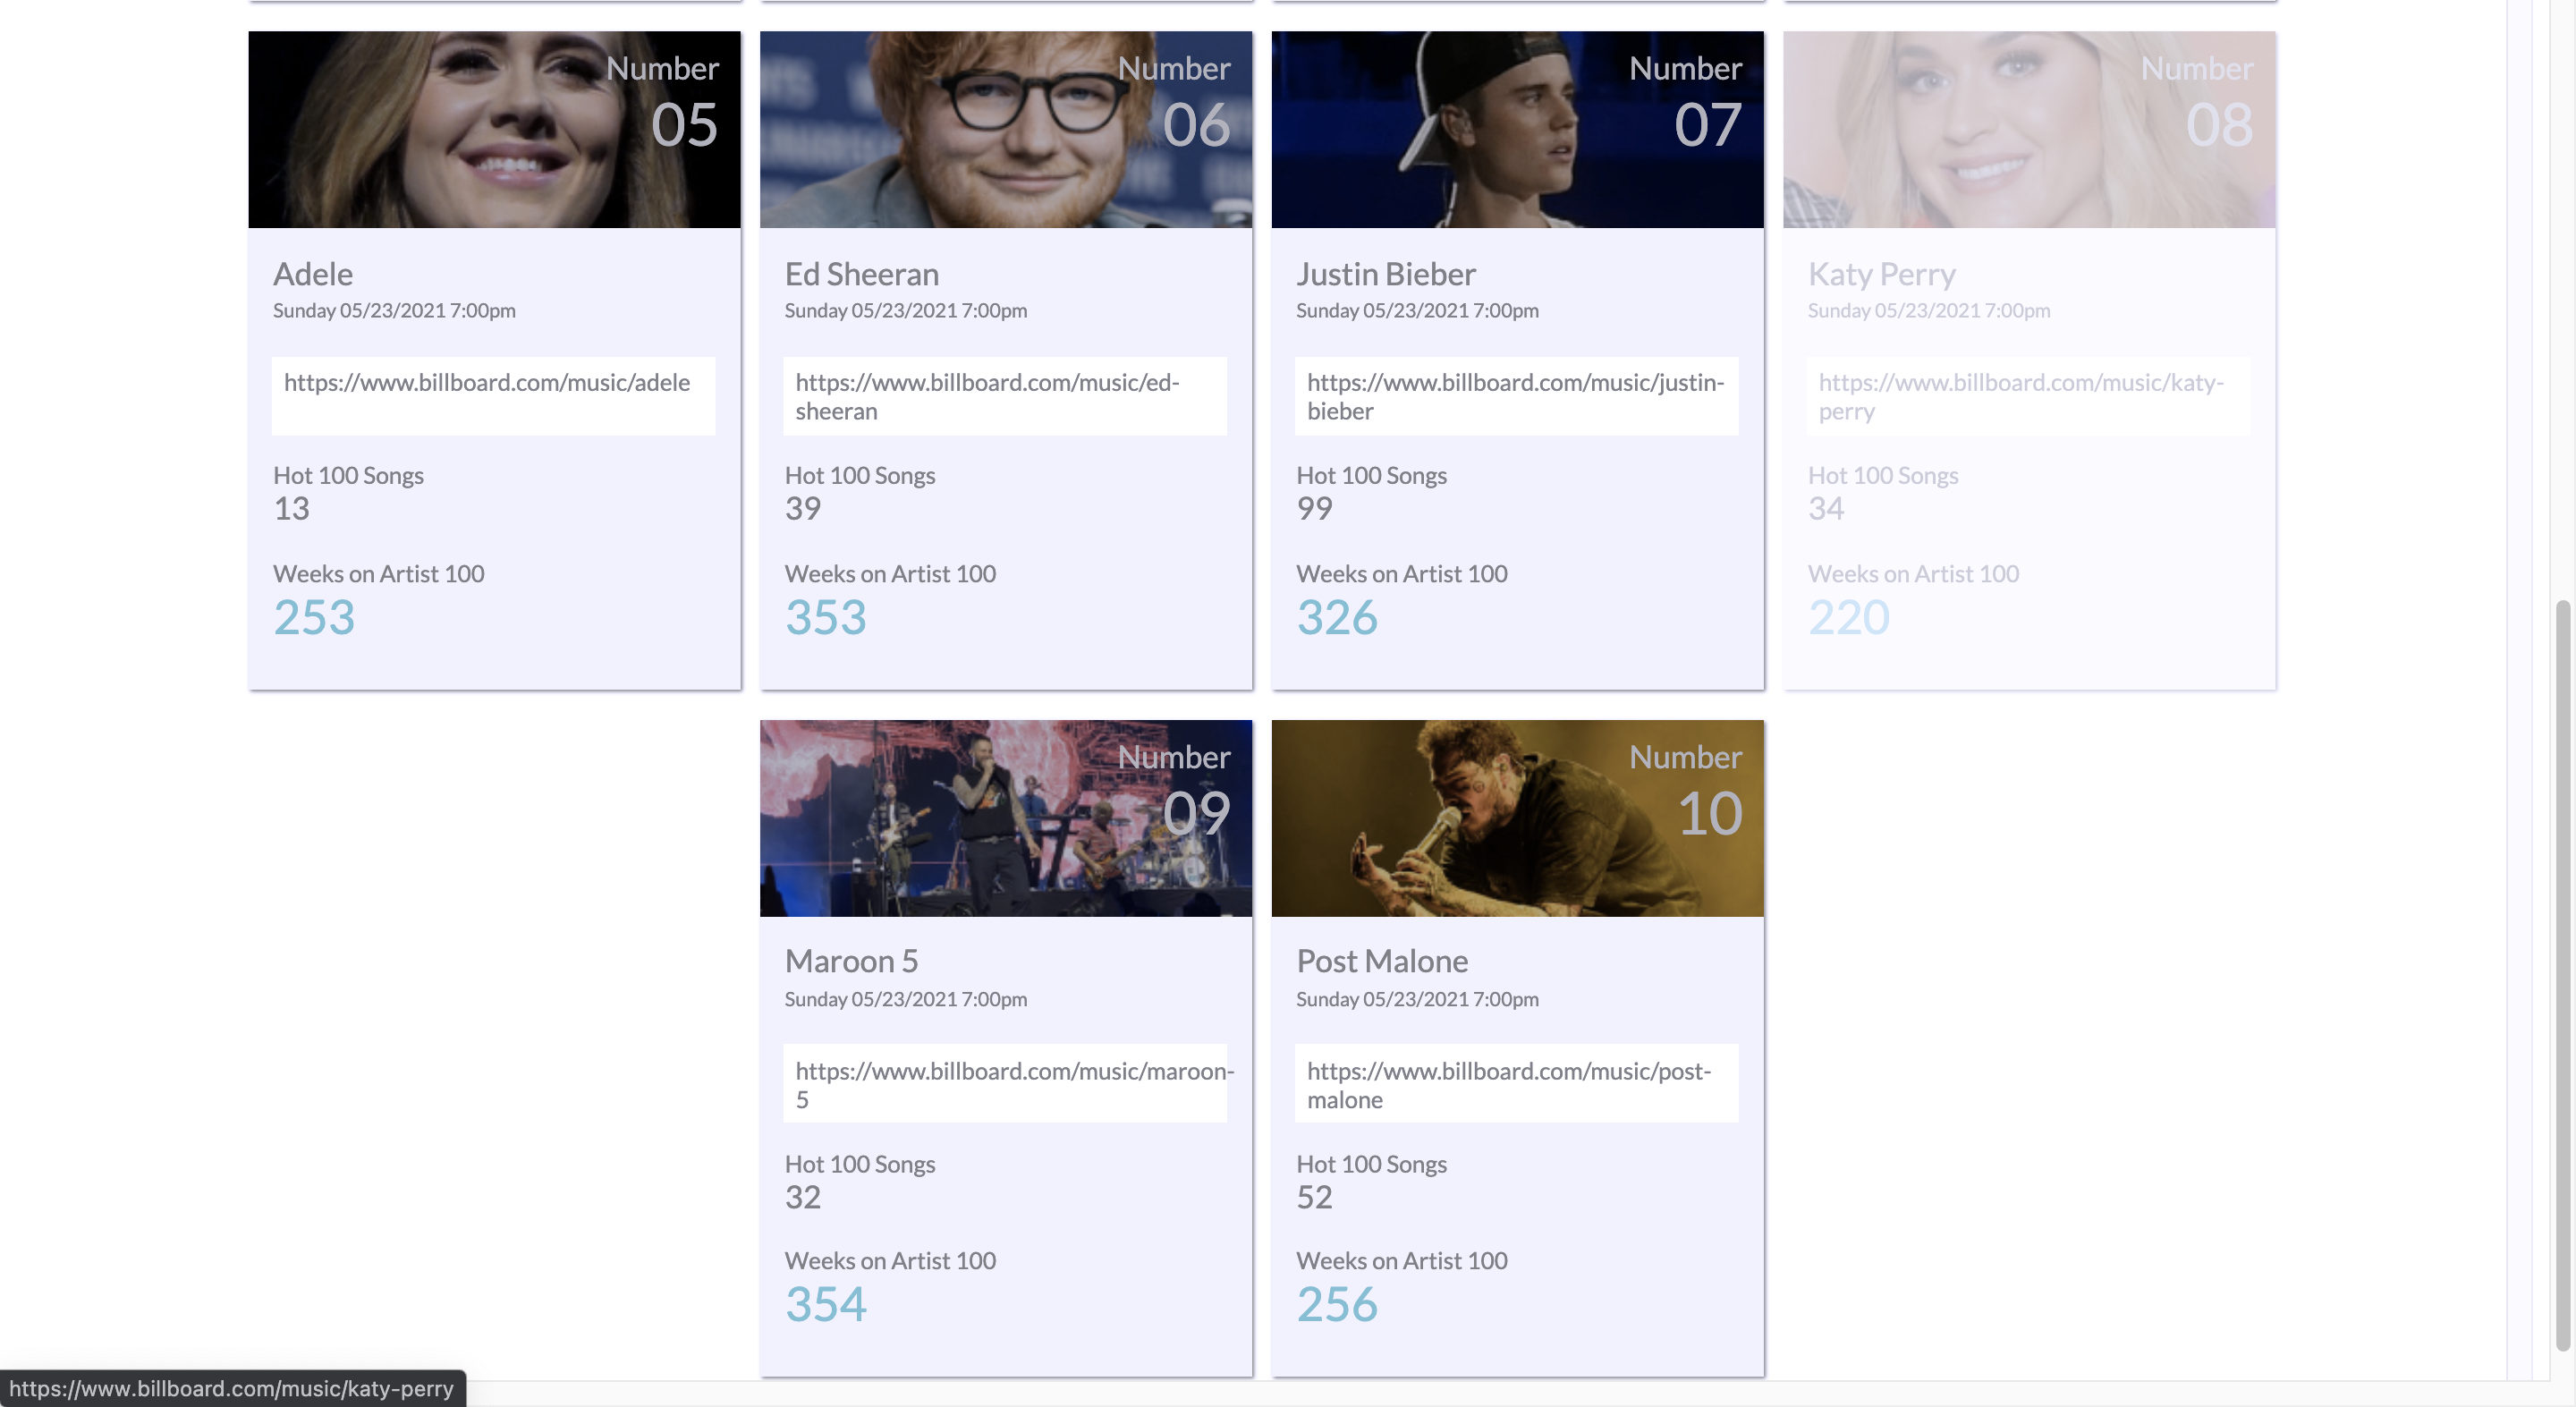 Number
05
Adele
Sunday 05/23/2021 7:00pm
https://www.billboard.com/music/adele
Hot 100 Songs
13
Weeks on Artist 100
253
Number
06
Ed Sheeran
Sunday 05/23/2021 7:00pm
https://www.billboard.com/music/ed-
sheeran
Hot 100 Songs
39
Weeks on Artist 100
353
Number
07
Justin Bieber
Sunday 05/23/2021 7:00pm
https://www.billboard.com/music/justin-
bieber
Hot 100 Songs
99
Weeks on Artist 100
326
Number
08
Katy Perry
Sunday 05/23/2021 7:00pm
https://www.billboard.com/music/katy-
perry
Hot 100 Songs
34
Weeks on Artist 100
220
Number
09
Maroon 5
Sunday 05/23/2021 7:00pm
https://www.billboard.com/music/maroon-
5
Hot 100 Songs
32
Weeks on Artist 100
354
Number
10
Post Malone
Sunday 05/23/2021 7:00pm
https://www.billboard.com/music/post-
malone
Hot 100 Songs
52
Weeks on Artist 100
256
https://www.billboard.com/music/katy-perry